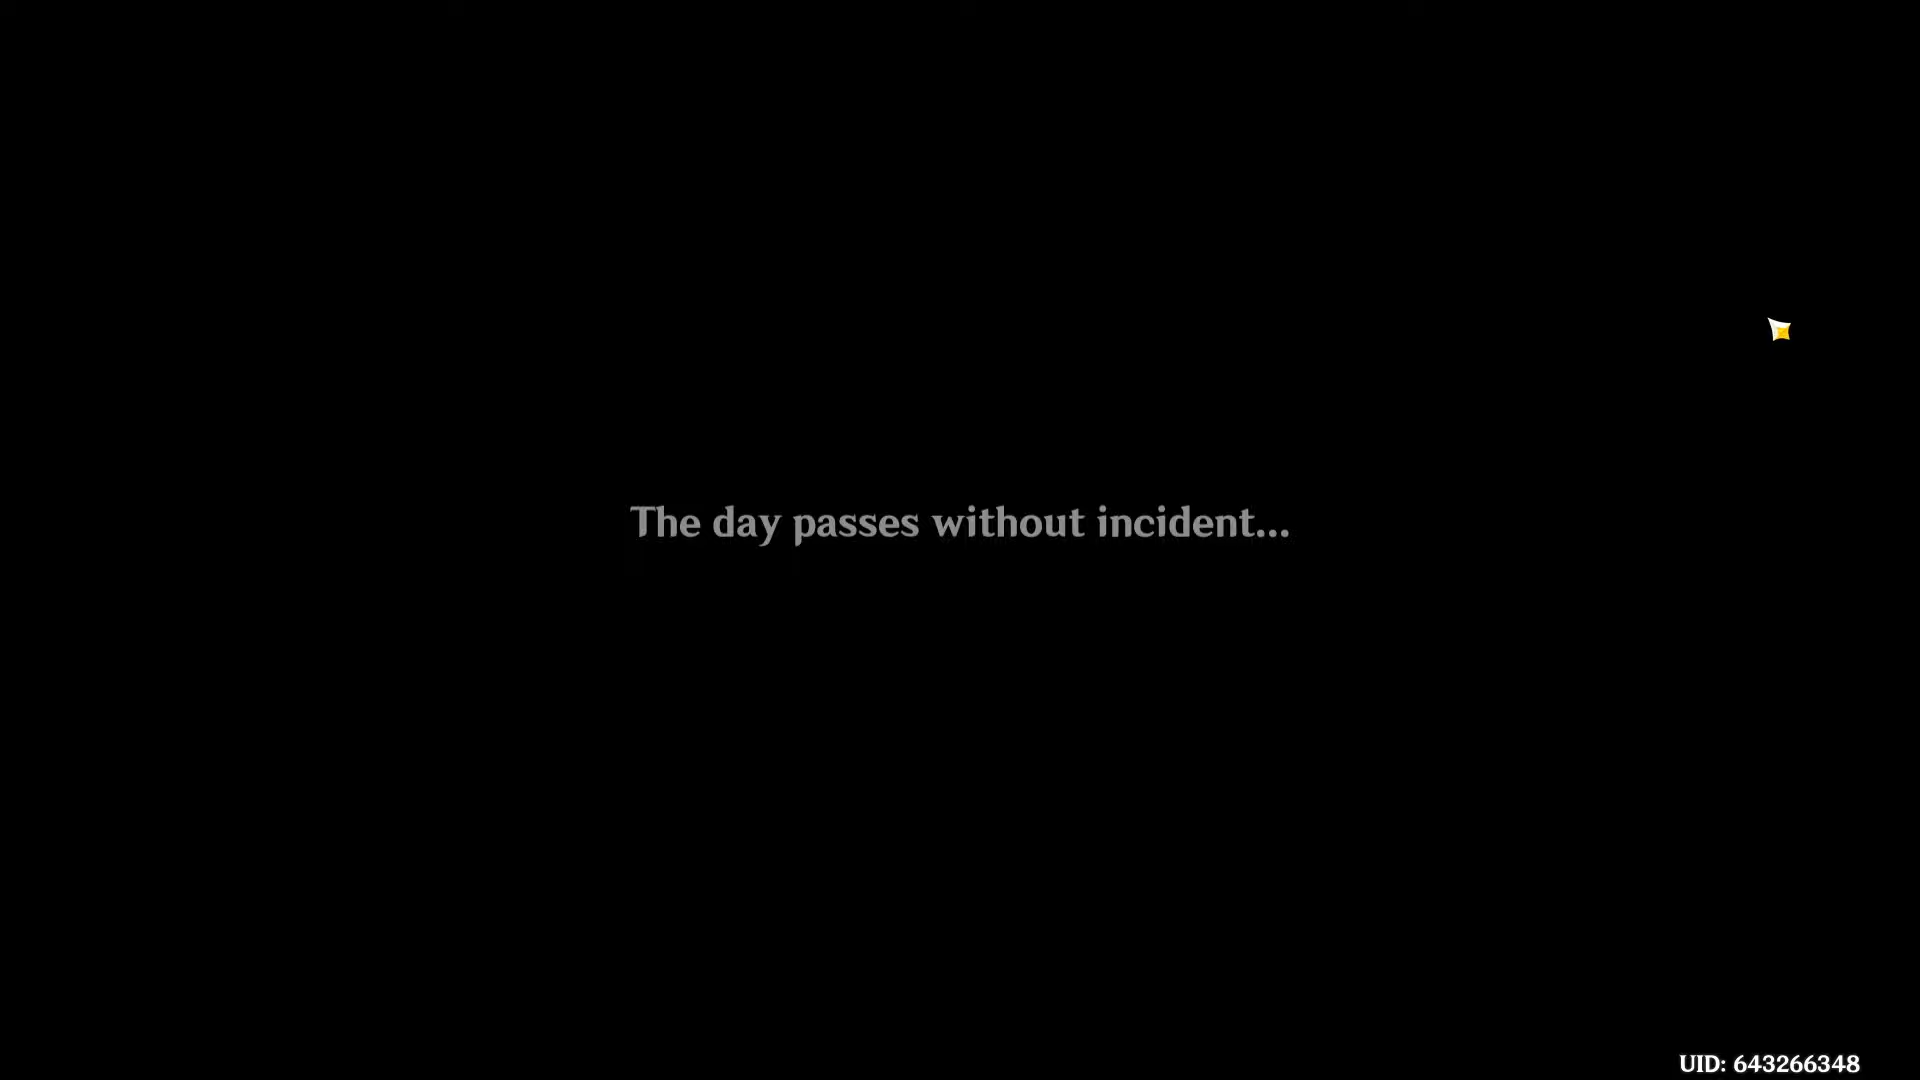 The day passes without incident...
UID: 643266348